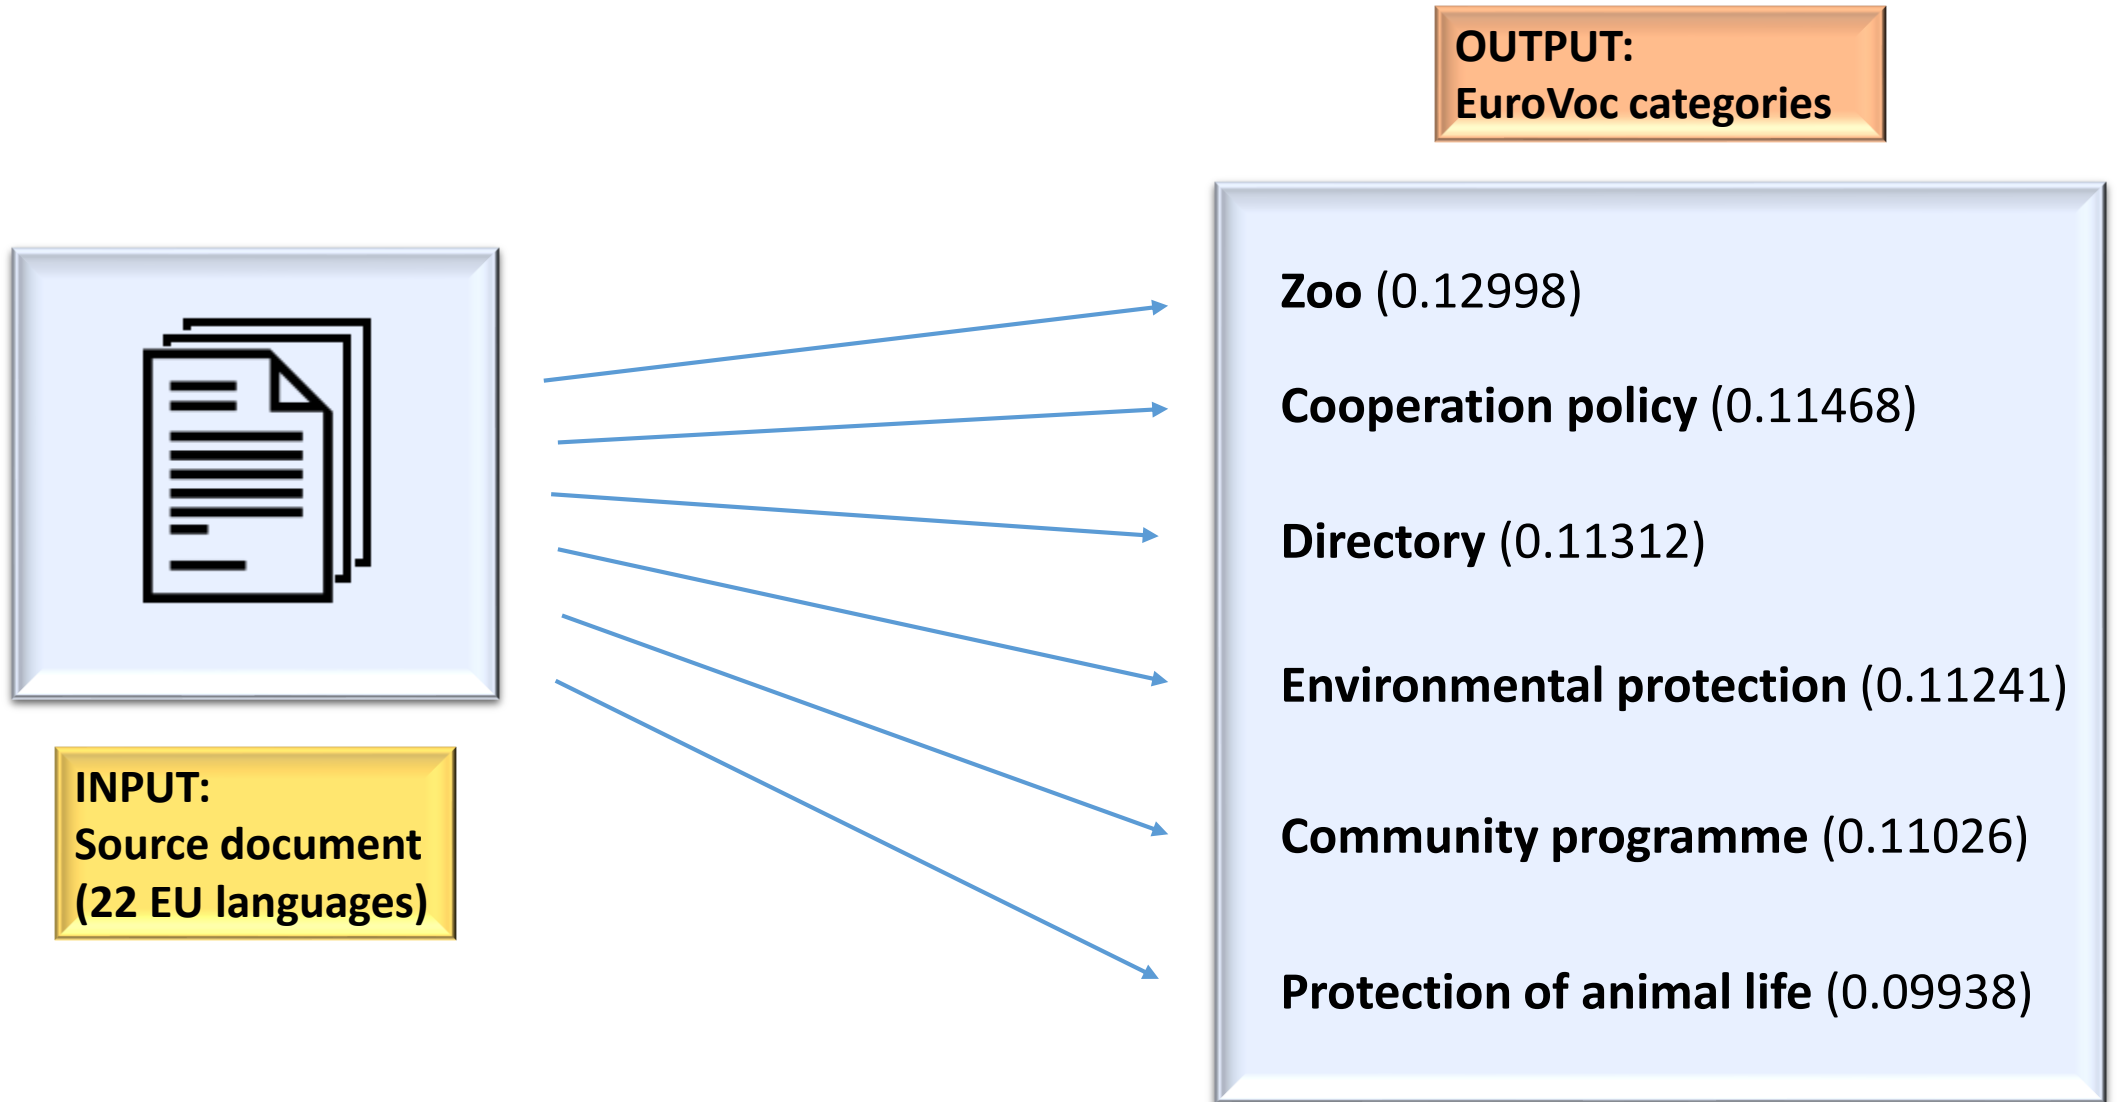 OUTPUT:
EuroVoc categories
Zoo (0.12998)
Cooperation policy (0.11468)
Directory (0.11312)
Environmental protection (0.11241)
Community programme (0.11026)
Protection of animal life (0.09938)
INPUT:
Source document
(22 EU languages)